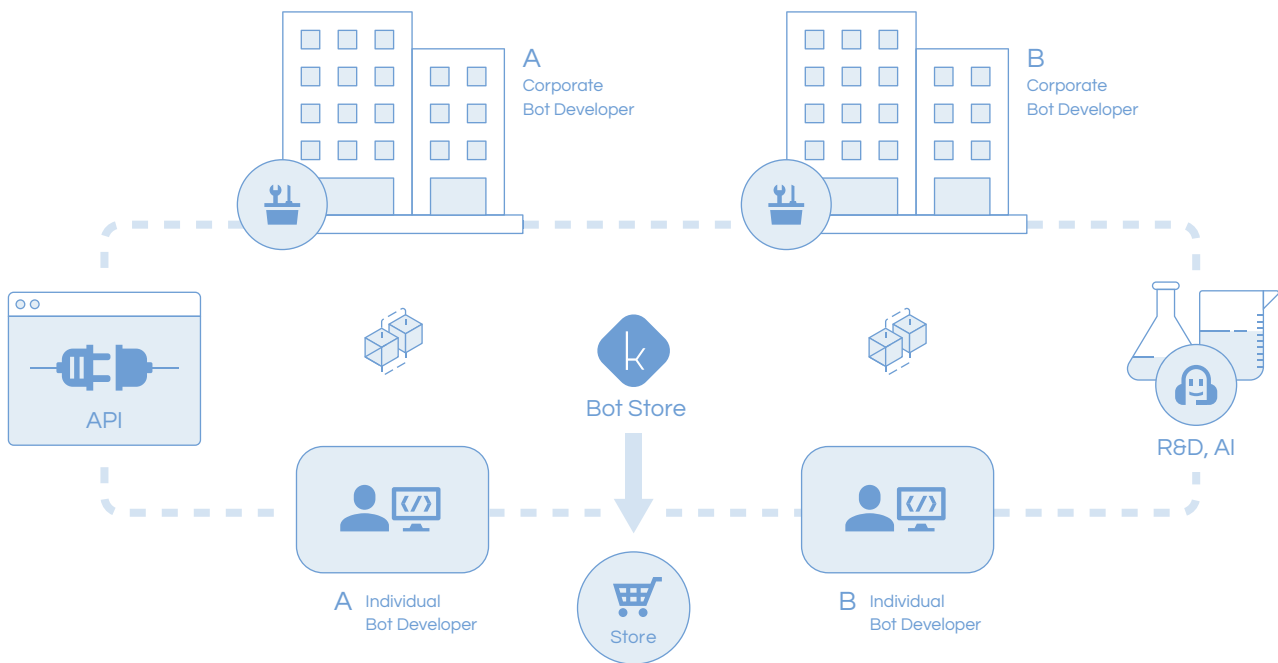 A
Corporate
Bot Developer
B
Corporate
Bot Developer
API
k
Bot Store
R&D, AI
A
Individual
Bot Developer
Store
B
Individual
Bot Developer